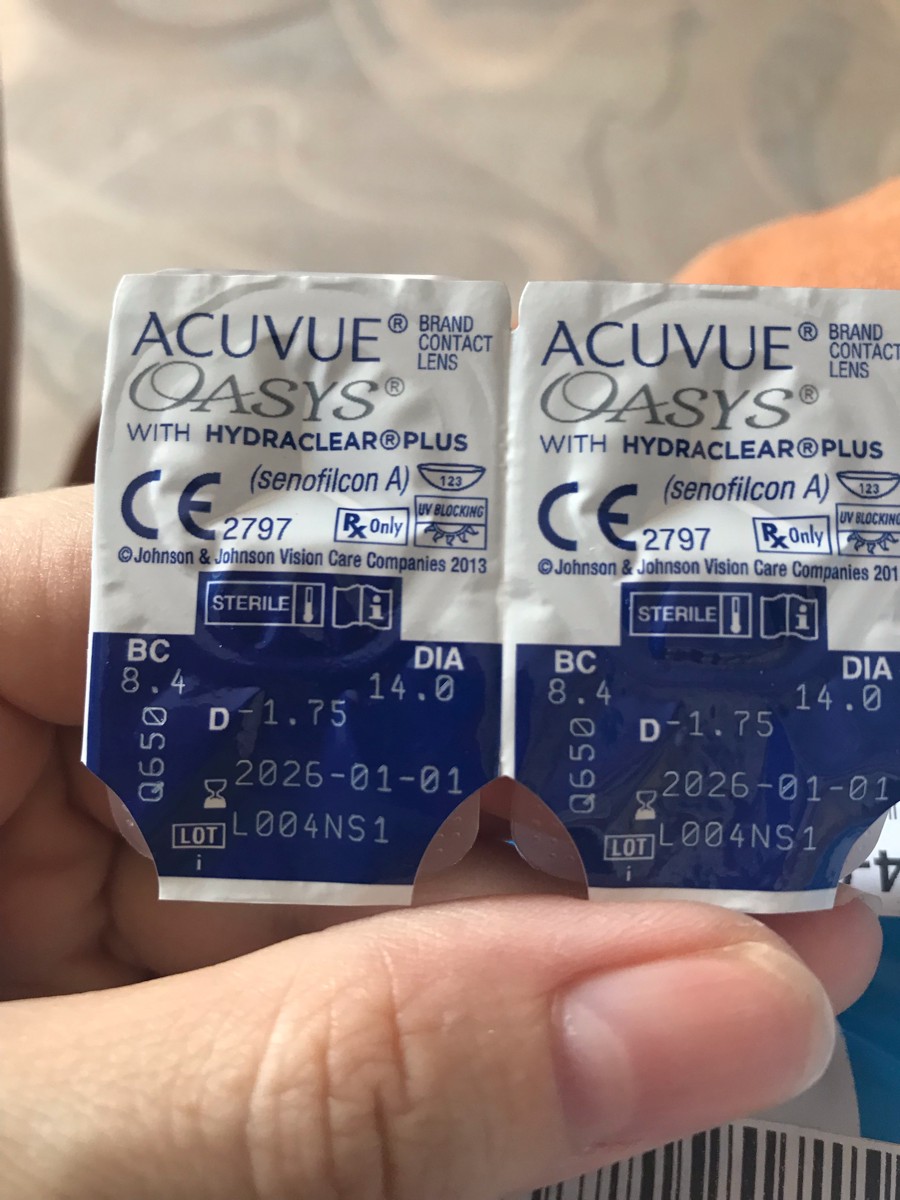 ACUVUE® BRAND CONTACT LENS
OASYS®
WITH HYDRACLEAR®PLUS
(senofilcon A) 123
CE 2797 Rx Only UV BLOCKING
©Johnson & Johnson Vision Care Companies 2013
STERILE i
BC DIA
8.4 14.0
D -1.75
Q650
2026-01-01
LOT L004NS1
i
ACUVUE® BRAND CONTACT LENS
OASYS®
WITH HYDRACLEAR®PLUS
(senofilcon A) 123
CE 2797 Rx Only UV BLOCKING
©Johnson & Johnson Vision Care Companies 201
STERILE i
BC DIA
8.4 14.0
D -1.75
Q650
2026-01-01
LOT L004NS1
i